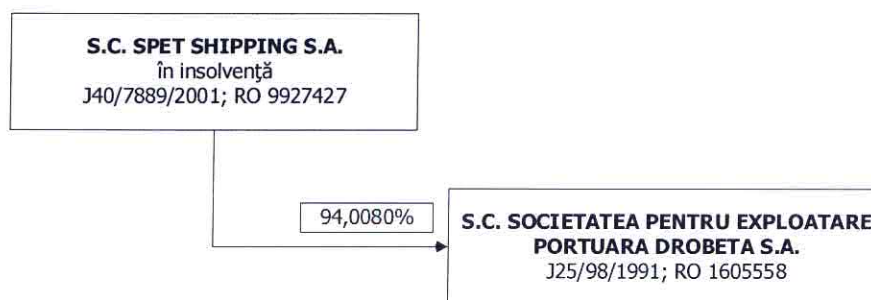 S.C. SPET SHIPPING S.A.
în insolvență
J40/7889/2001; RO 9927427
94,0080%
S.C. SOCIETATEA PENTRU EXPLOATARE
PORTUARA DROBETA S.A.
J25/98/1991; RO 1605558